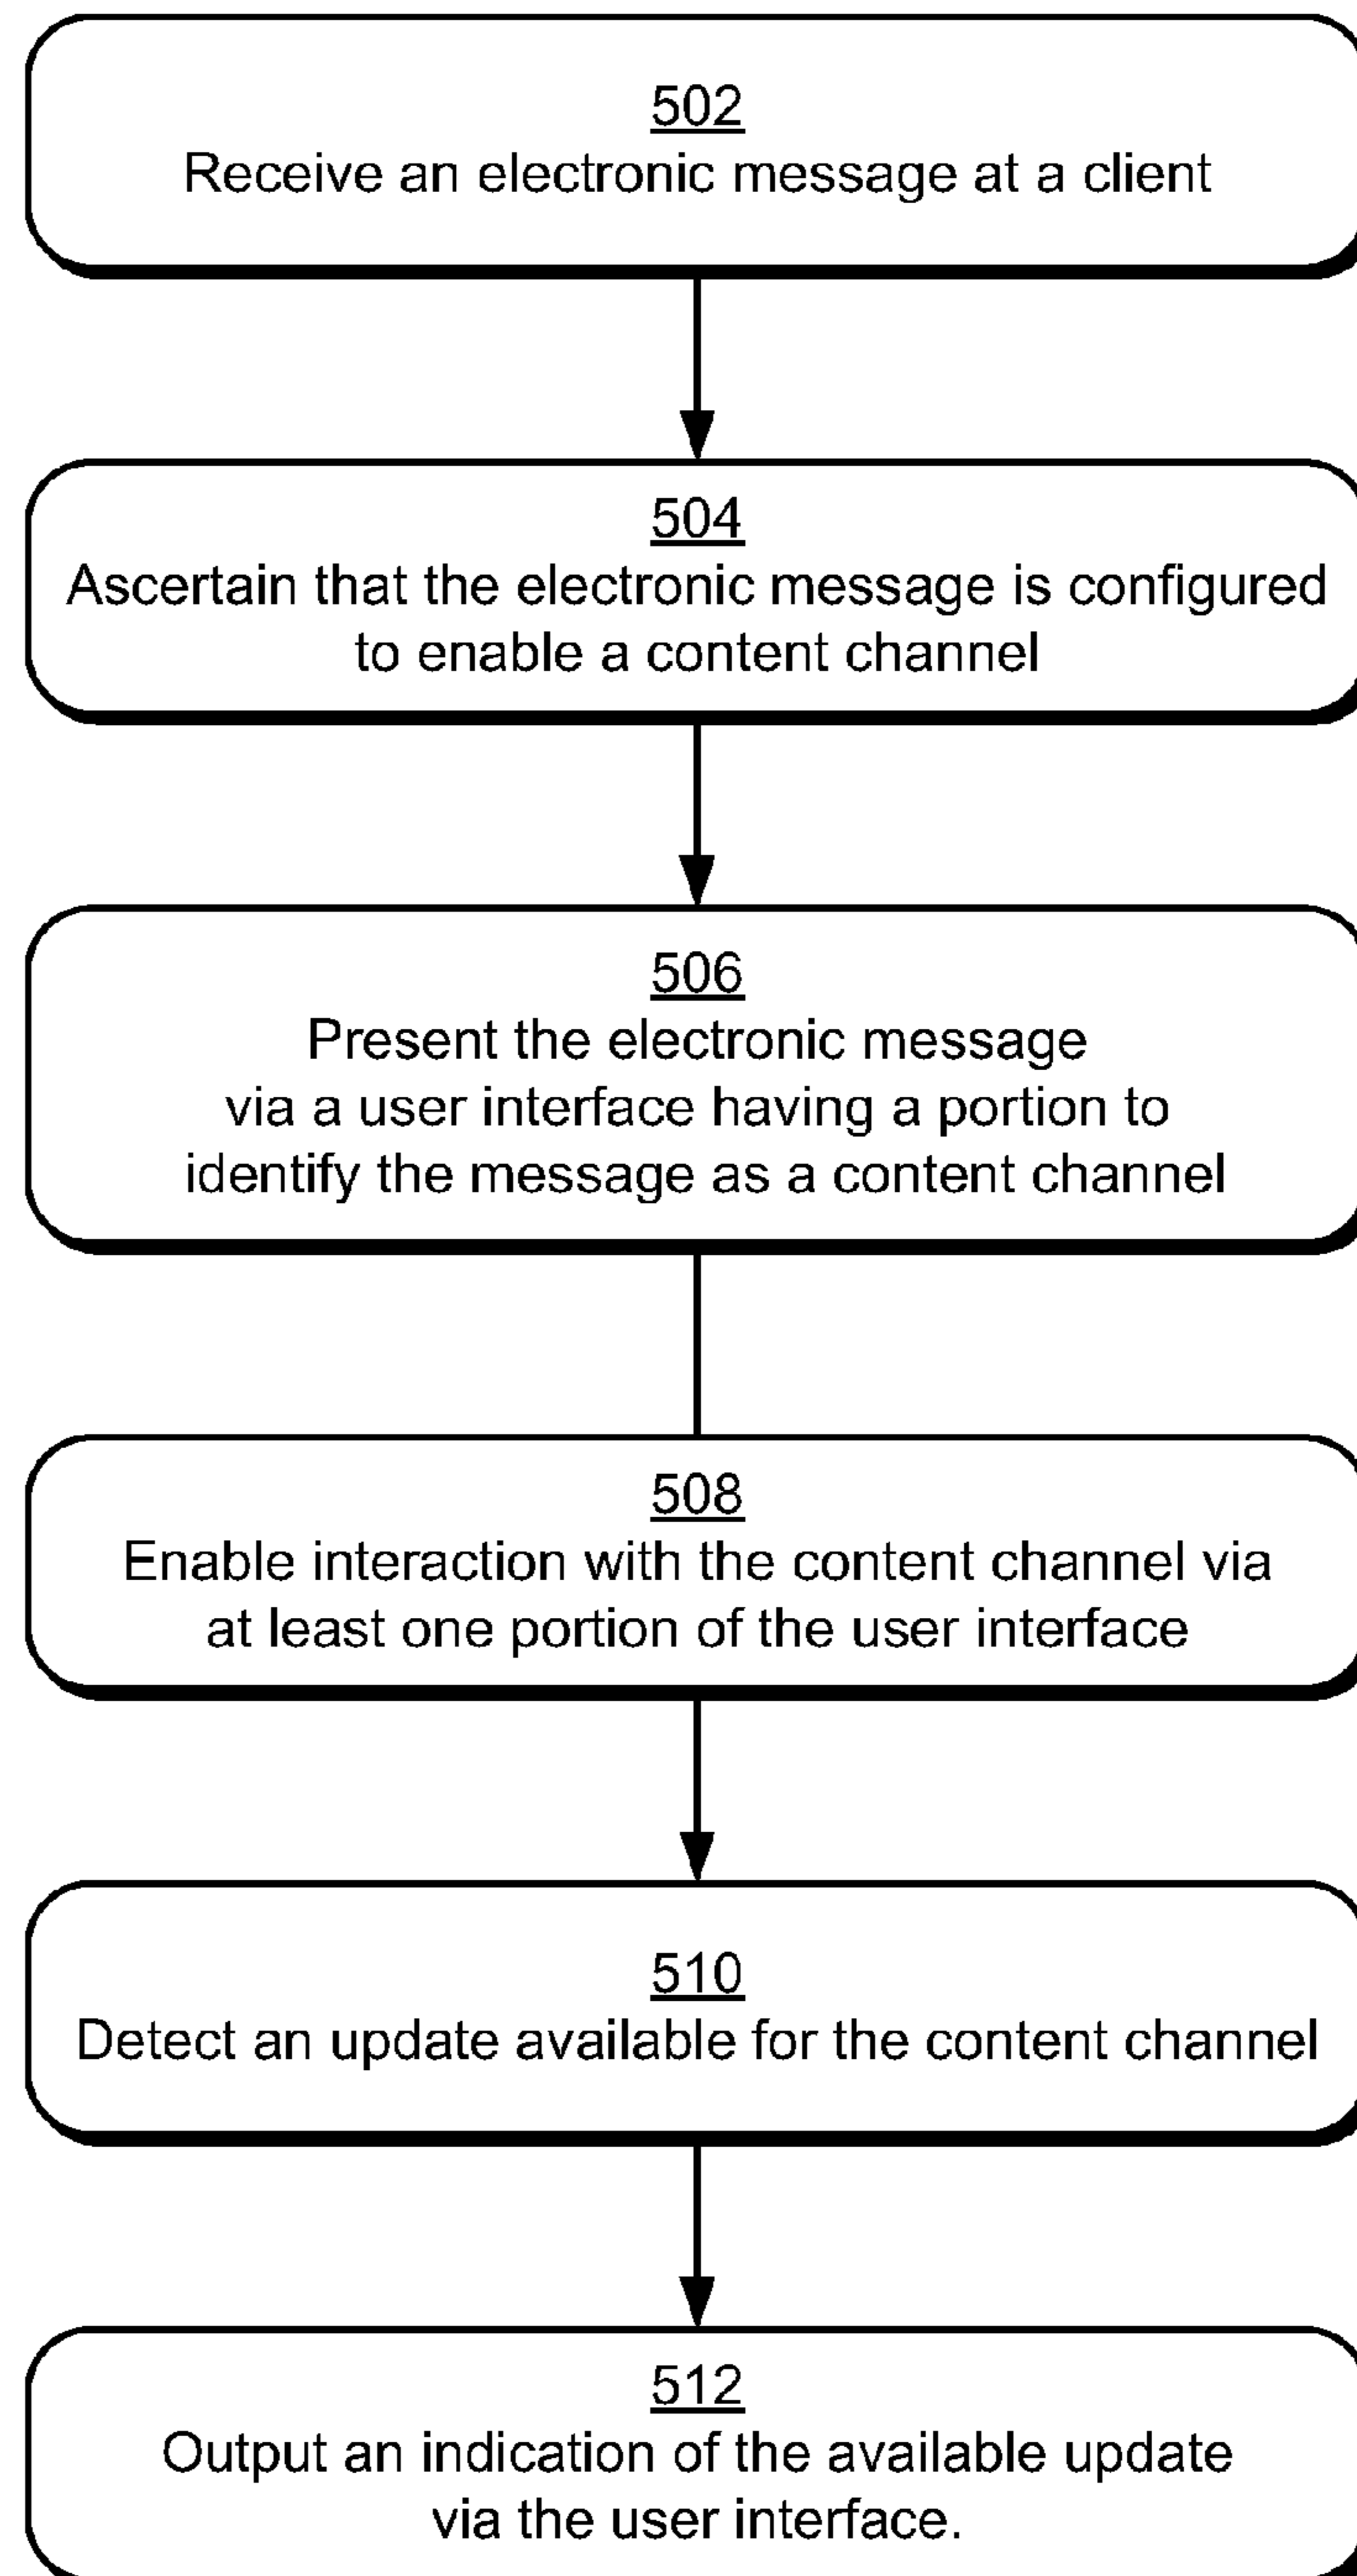 502
Receive an electronic message at a client
504
Ascertain that the electronic message is configured
to enable a content channel
506
Present the electronic message
via a user interface having a portion to
identify the message as a content channel
508
Enable interaction with the content channel via
at least one portion of the user interface
510
Detect an update available for the content channel
512
Output an indication of the available update
via the user interface.